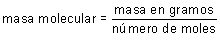 masa molecular = masa en gramos / número de moles